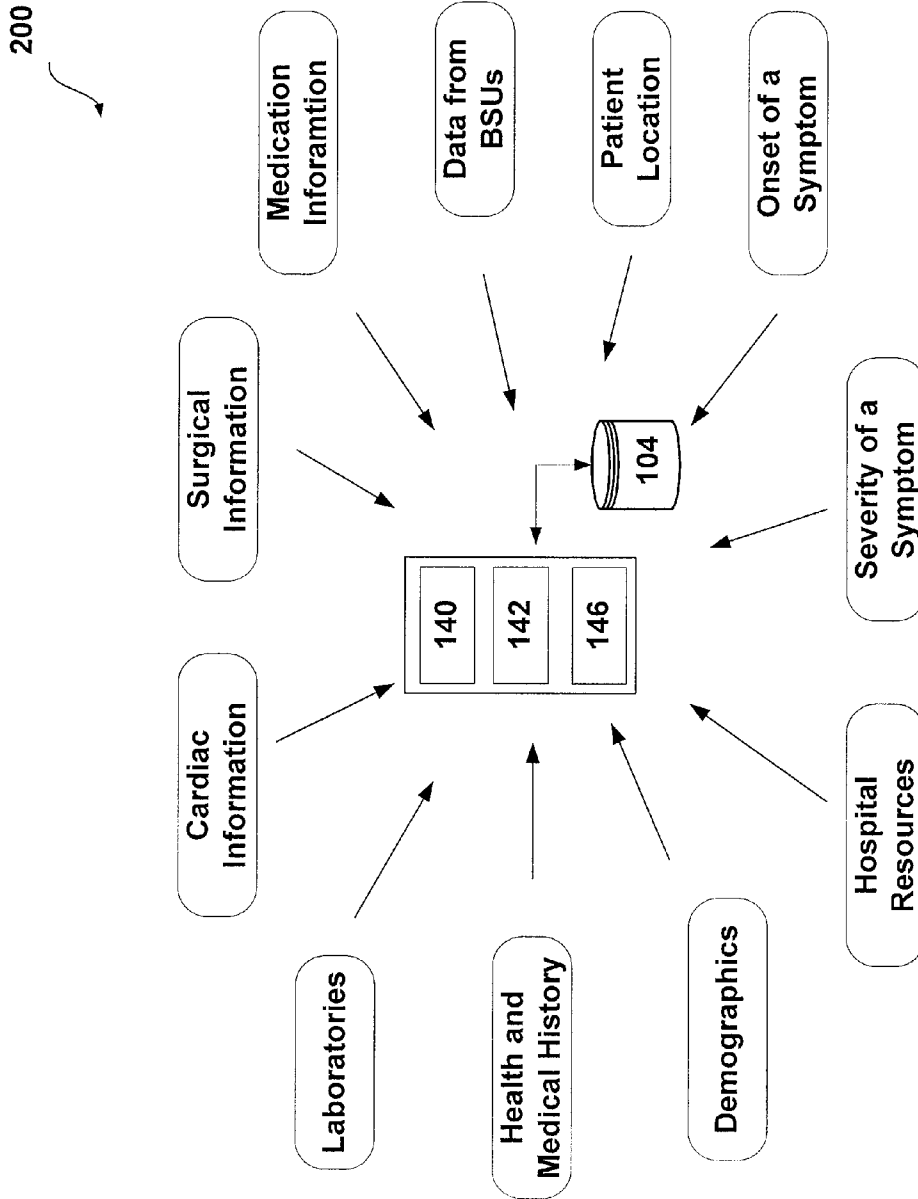 200
Cardiac
Information
Surgical
Information
Medication
Inforamtion
Laboratories
Data from
BSUs
Health and
Medical History
140
142
146
104
Patient
Location
Demographics
Onset of a
Symptom
Hospital
Resources
Severity of a
Symptom